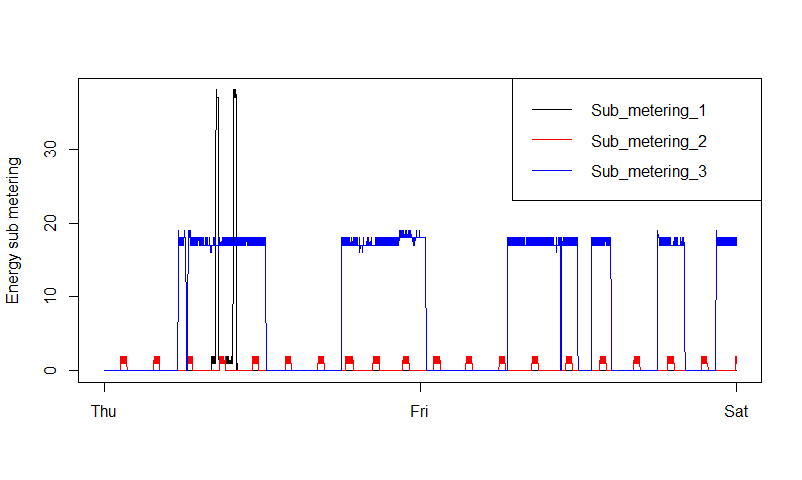 Sub_metering_1
Sub_metering_2
Sub_metering_3
Energy sub metering
30
20
10
0
Thu
Fri
Sat